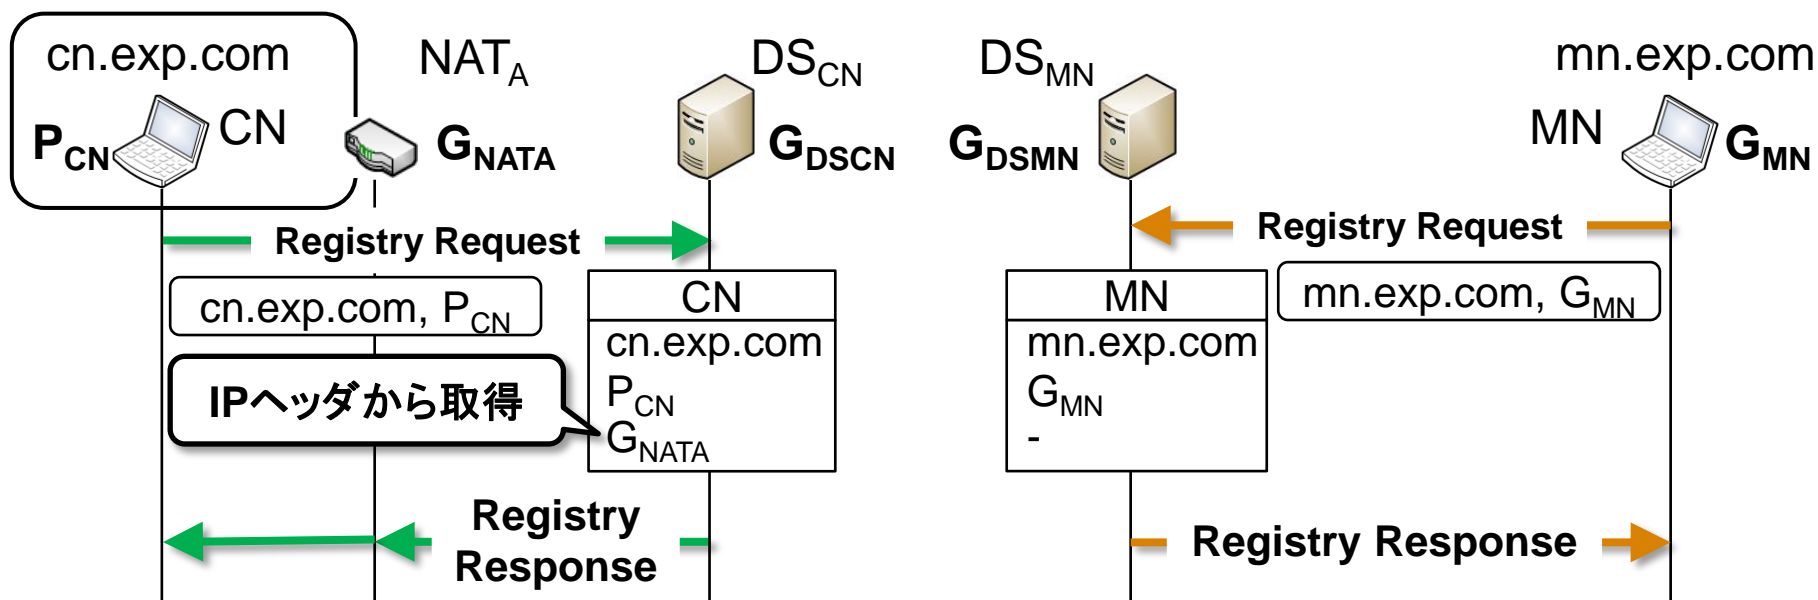 cn.exp.com
NATA
DSCN
DSMN
mn.exp.com
PCN
CN
GNATA
GDSCN
GDSMN
MN
GMN
Registry Request
Registry Request
cn.exp.com, PCN
CN
MN
mn.exp.com, GMN
IPヘッダから取得
cn.exp.com
PCN
GNATA
mn.exp.com
GMN
-
Registry
Response
Registry Response